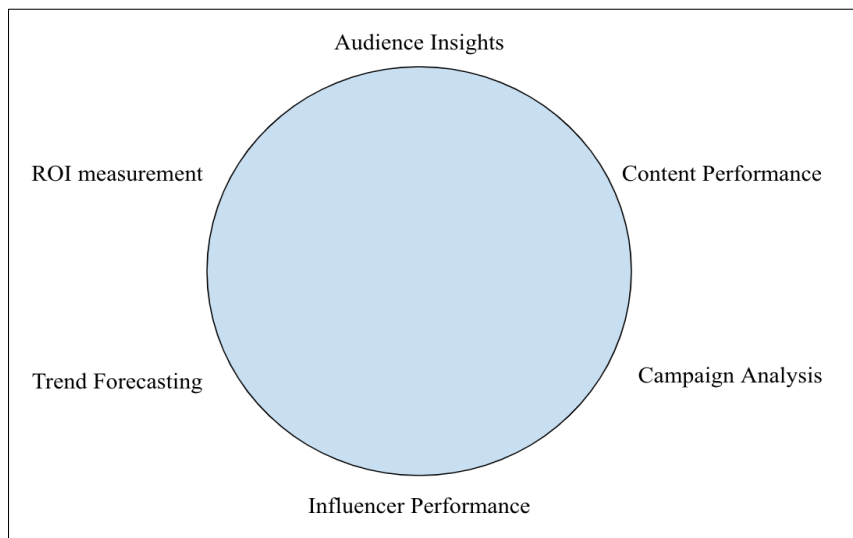 Audience Insights
ROI measurement
Content Performance
Trend Forecasting
Campaign Analysis
Influencer Performance